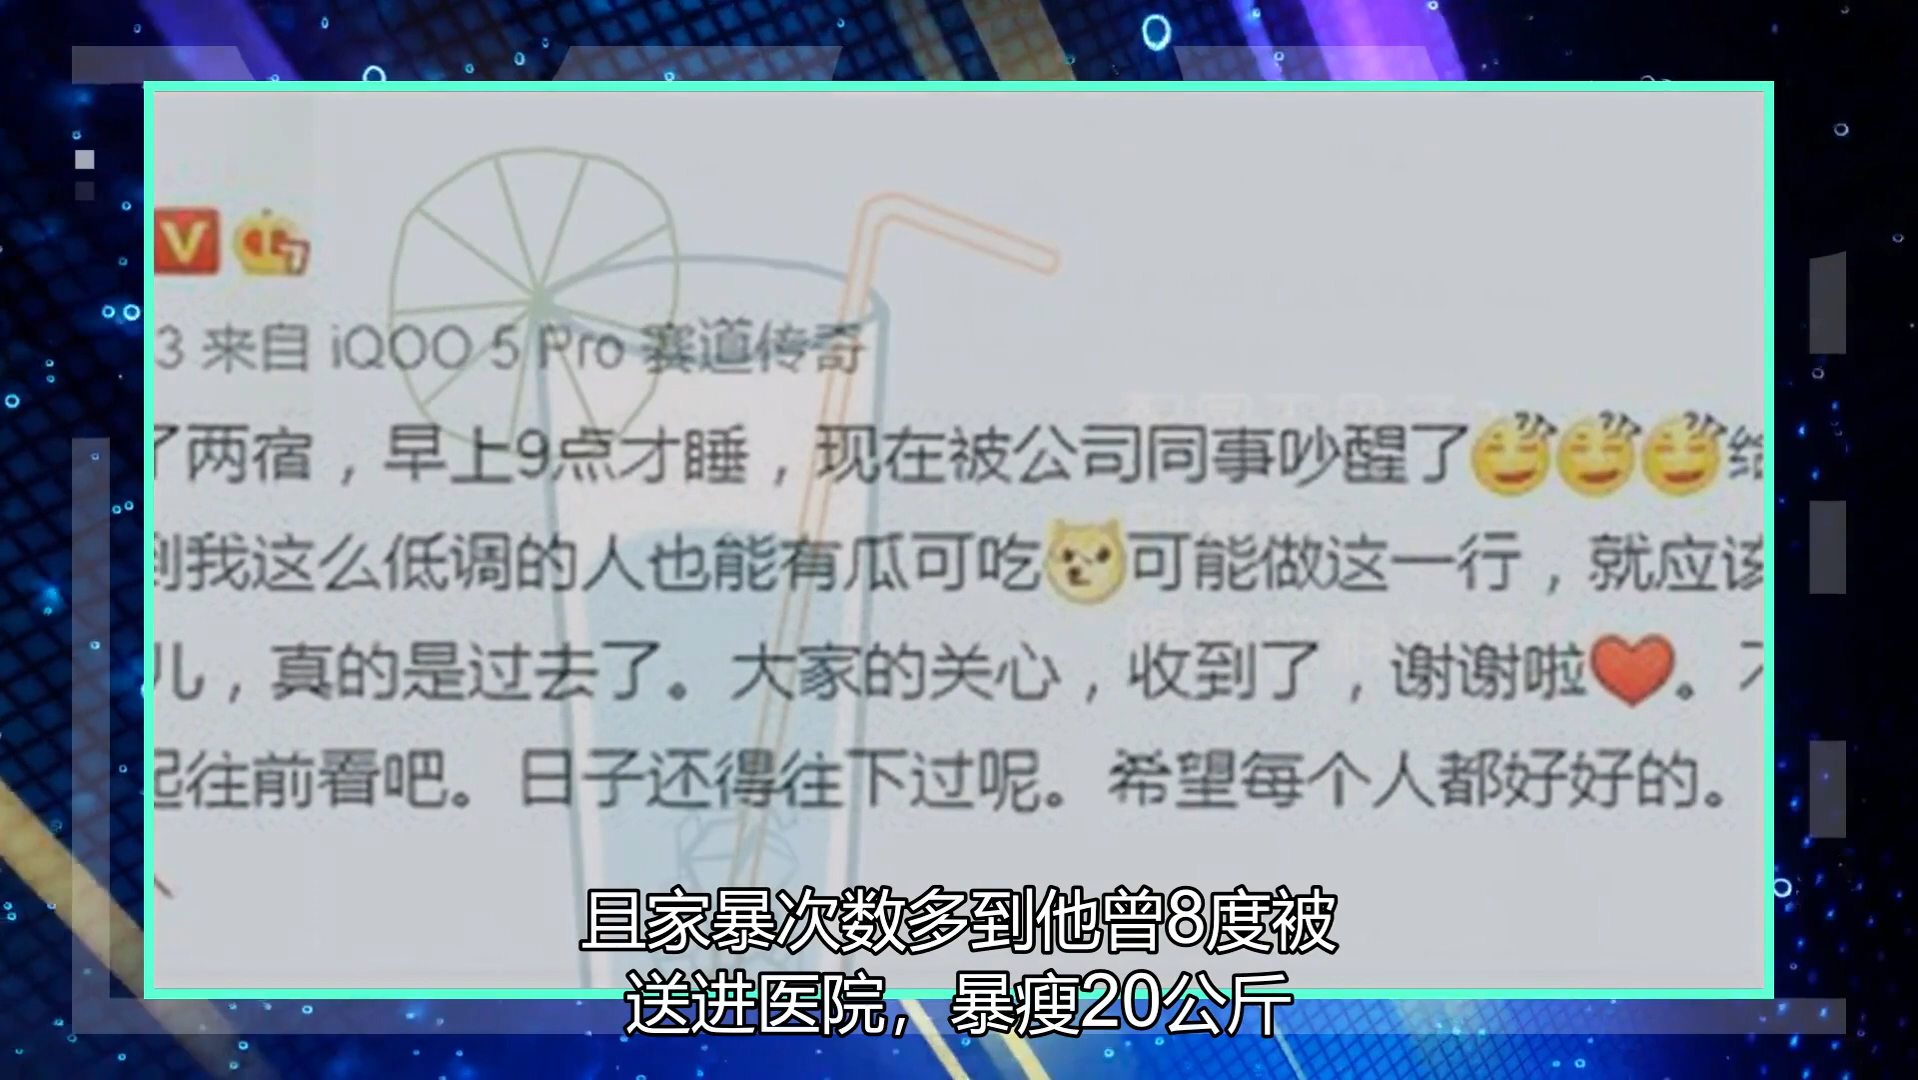 V 7
3 来自 iQOO 5 Pro 赛道传奇
了两宿，早上9点才睡，现在被公司同事吵醒了
到我这么低调的人也能有瓜可吃 可能做这一行，就应该
儿，真的是过去了。大家的关心，收到了，谢谢啦❤。
起往前看吧。日子还得往下过呢。希望每个人都好好的。
且家暴次数多到他曾8度被
送进医院，暴瘦20公斤